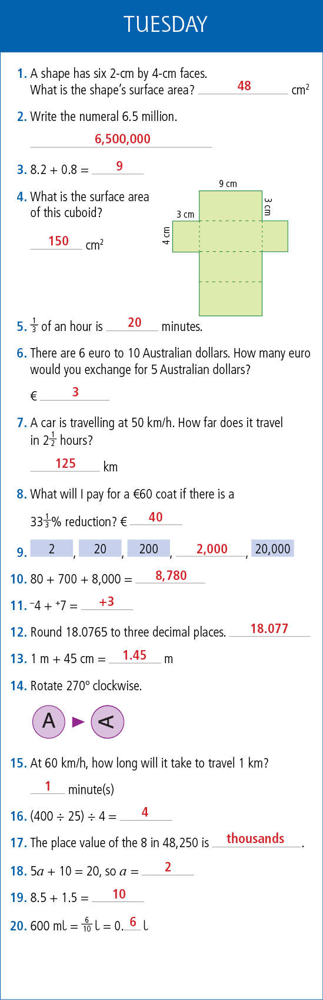 TUESDAY
1. A shape has six 2-cm by 4-cm faces.
What is the shape's surface area? 48 cm²
2. Write the numeral 6.5 million.
6,500,000
3. 8.2 + 0.8 = 9
4. What is the surface area
of this cuboid?
150 cm²
9 cm
3 cm
3 cm
4 cm
5. 1/3 of an hour is 20 minutes.
6. There are 6 euro to 10 Australian dollars. How many euro
would you exchange for 5 Australian dollars?
€ 3
7. A car is travelling at 50 km/h. How far does it travel
in 2 1/2 hours?
125 km
8. What will I pay for a €60 coat if there is a
33 1/3% reduction? € 40
9. 2, 20, 200, 2,000, 20,000
10. 80 + 700 + 8,000 = 8,780
11. ⁻4 + ⁺7 = +3
12. Round 18.0765 to three decimal places. 18.077
13. 1 m + 45 cm = 1.45 m
14. Rotate 270º clockwise.
A ▶ A
15. At 60 km/h, how long will it take to travel 1 km?
1 minute(s)
16. (400 ÷ 25) ÷ 4 = 4
17. The place value of the 8 in 48,250 is thousands.
18. 5a + 10 = 20, so a = 2
19. 8.5 + 1.5 = 10
20. 600 ml = 6/10 l = 0.6 l